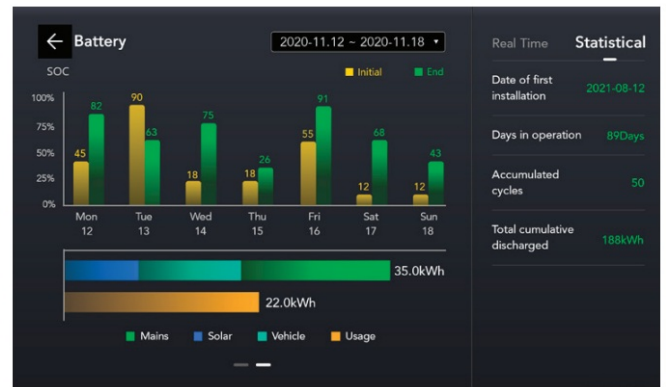 Battery
2020-11.12 ~ 2020-11.18
Real Time Statistical
SOC
Initial End
100%
75%
50%
25%
0%
45 82
90 63
18 75
18 26
55 91
12 68
12 43
Mon Tue Wed Thu Fri Sat Sun
12 13 14 15 16 17 18
35.0kWh
22.0kWh
Mains Solar Vehicle Usage
Date of first
installation
2021-08-12
Days in operation 89Days
Accumulated
cycles
50
Total cumulative
discharged
188kWh